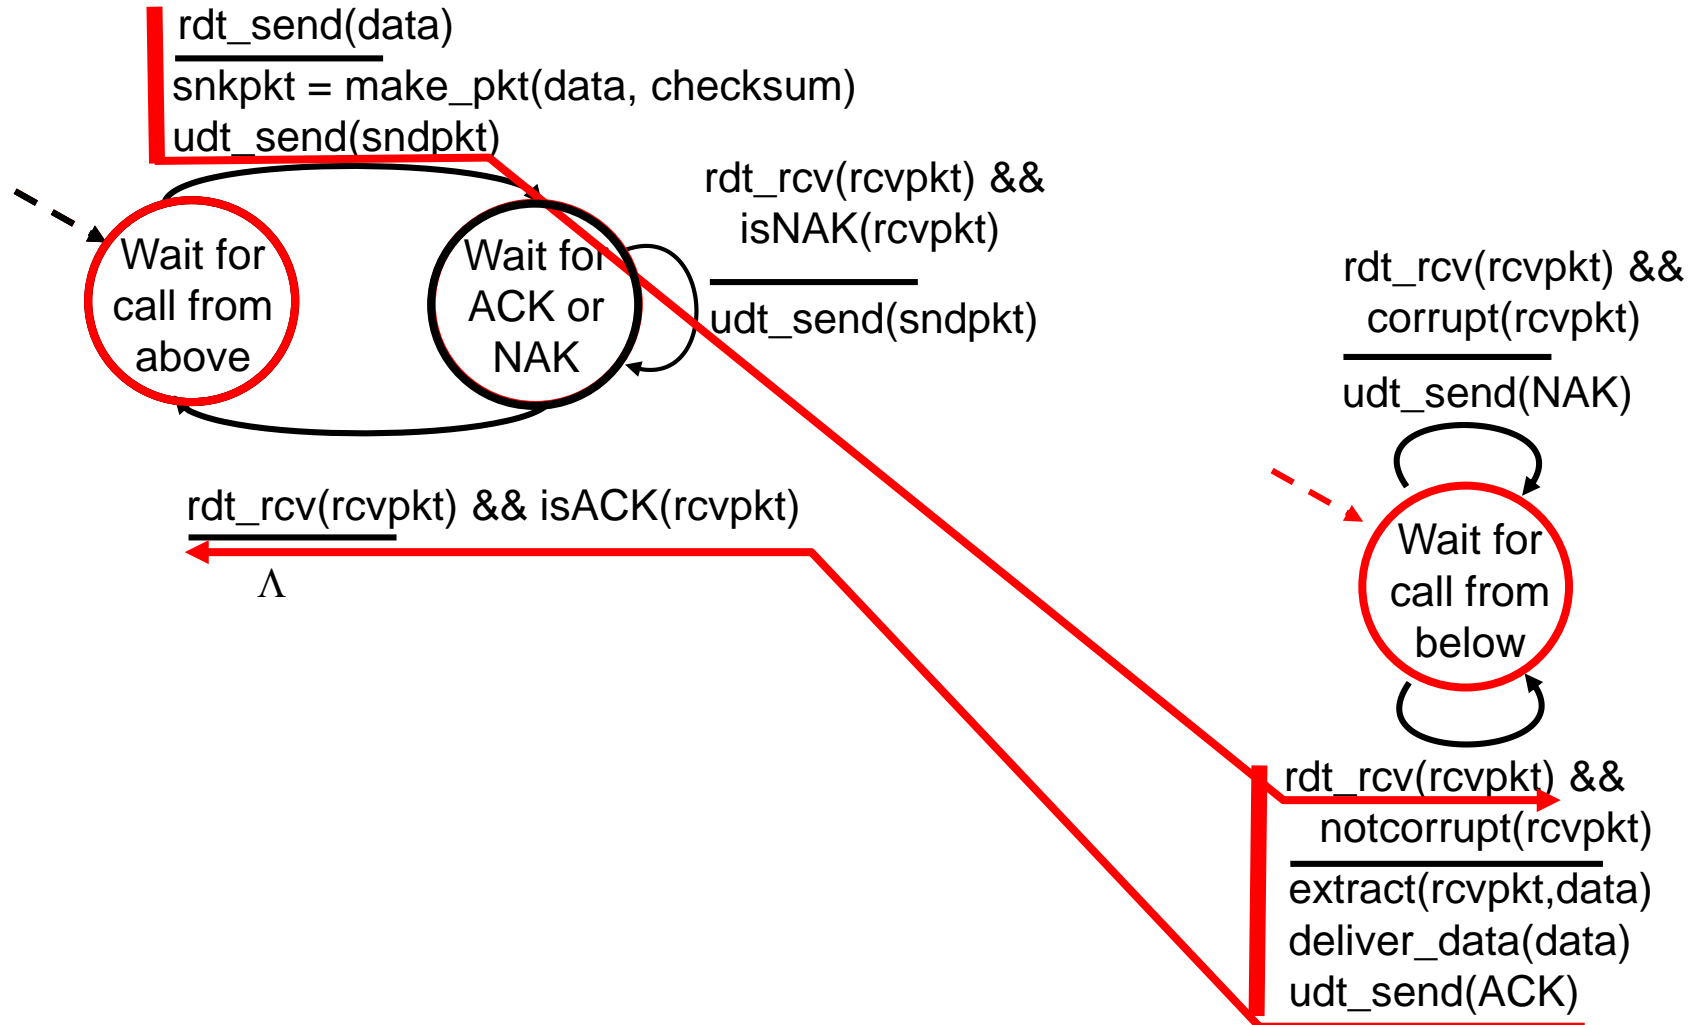 rdt_send(data)
snkpkt = make_pkt(data, checksum)
udt_send(sndpkt)
rdt_rcv(rcvpkt) &&
isNAK(rcvpkt)
udt_send(sndpkt)
Wait for
call from
above
Wait for
ACK or
NAK
rdt_rcv(rcvpkt) && isACK(rcvpkt)
Λ
rdt_rcv(rcvpkt) &&
corrupt(rcvpkt)
udt_send(NAK)
Wait for
call from
below
rdt_rcv(rcvpkt) &&
notcorrupt(rcvpkt)
extract(rcvpkt,data)
deliver_data(data)
udt_send(ACK)